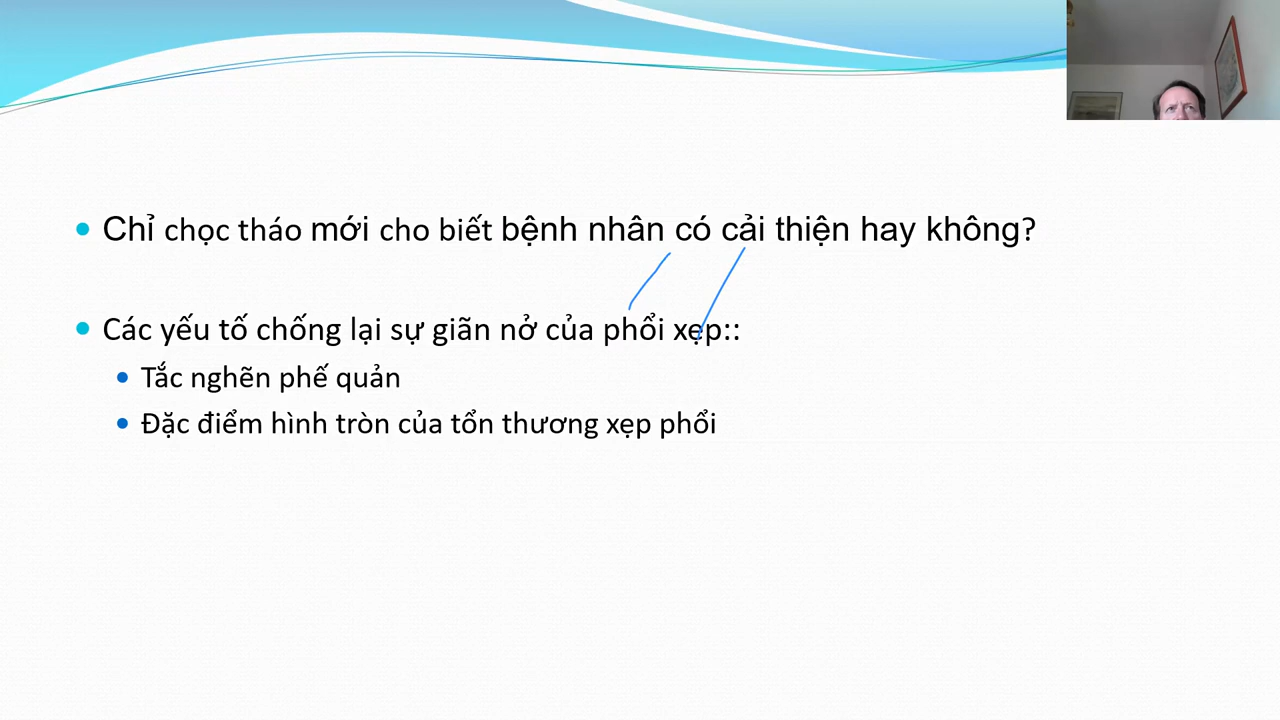 Chỉ chọc tháo mới cho biết bệnh nhân có cải thiện hay không?
Các yếu tố chống lại sự giãn nở của phổi xẹp::
Tắc nghẽn phế quản
Đặc điểm hình tròn của tổn thương xẹp phổi